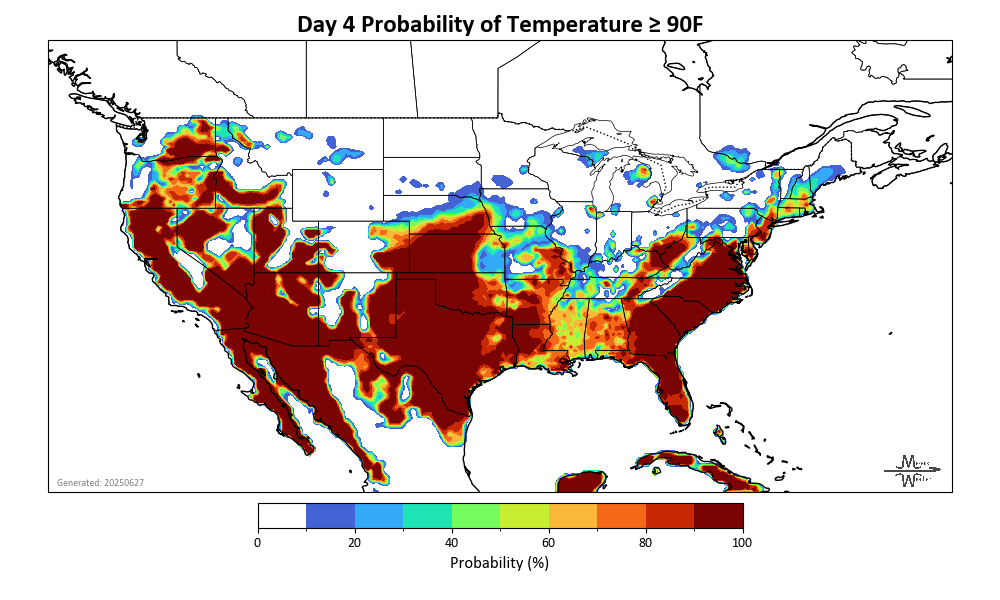 Day 4 Probability of Temperature ≥ 90F
Generated: 20250627
0 20 40 60 80 100
Probability (%)